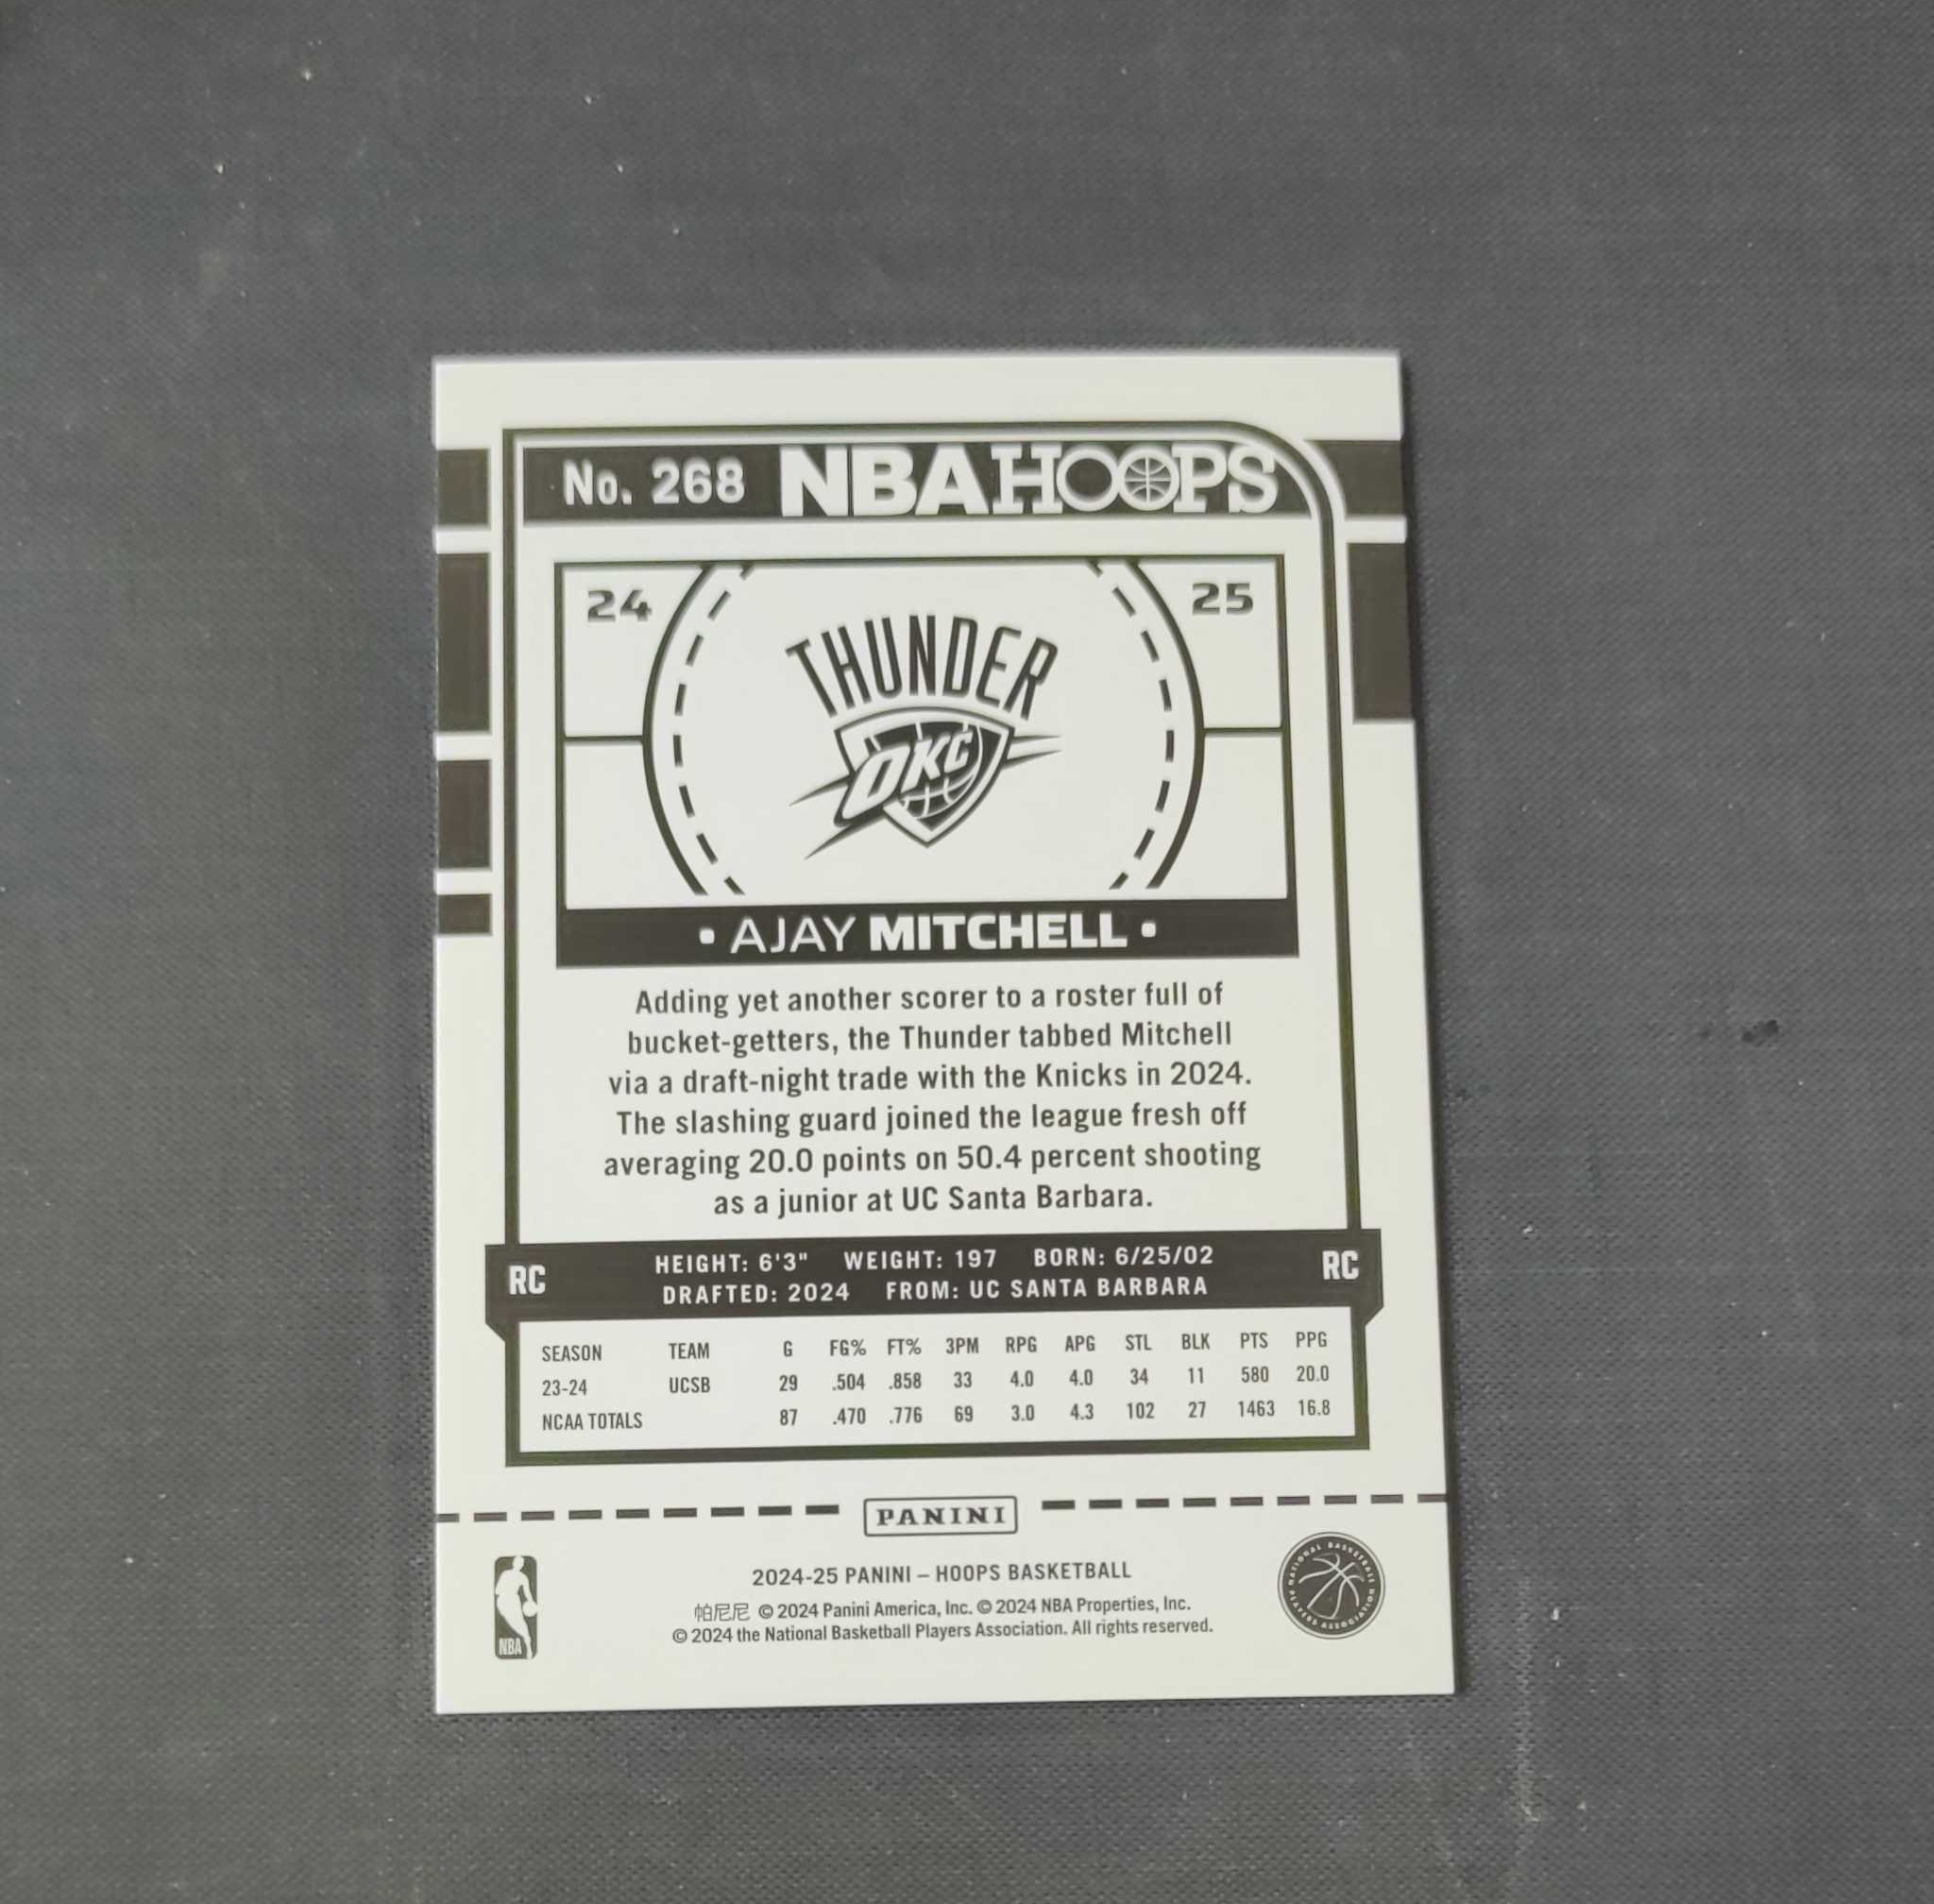 No. 268 NBA HOOPS
24 25
THUNDER
OKC
• AJAY MITCHELL •
Adding yet another scorer to a roster full of
bucket-getters, the Thunder tabbed Mitchell
via a draft-night trade with the Knicks in 2024.
The slashing guard joined the league fresh off
averaging 20.0 points on 50.4 percent shooting
as a junior at UC Santa Barbara.
RC HEIGHT: 6'3" WEIGHT: 197 BORN: 6/25/02 RC
DRAFTED: 2024 FROM: UC SANTA BARBARA
SEASON TEAM G FG% FT% 3PM RPG APG STL BLK PTS PPG
23-24 UCSB 29 .504 .858 33 4.0 4.0 34 11 580 20.0
NCAA TOTALS 87 .470 .776 69 3.0 4.3 102 27 1463 16.8
PANINI
2024-25 PANINI – HOOPS BASKETBALL
帕尼尼 © 2024 Panini America, Inc. © 2024 NBA Properties, Inc.
© 2024 the National Basketball Players Association. All rights reserved.
NBA
NATIONAL BASKETBALL PLAYERS ASSOCIATION